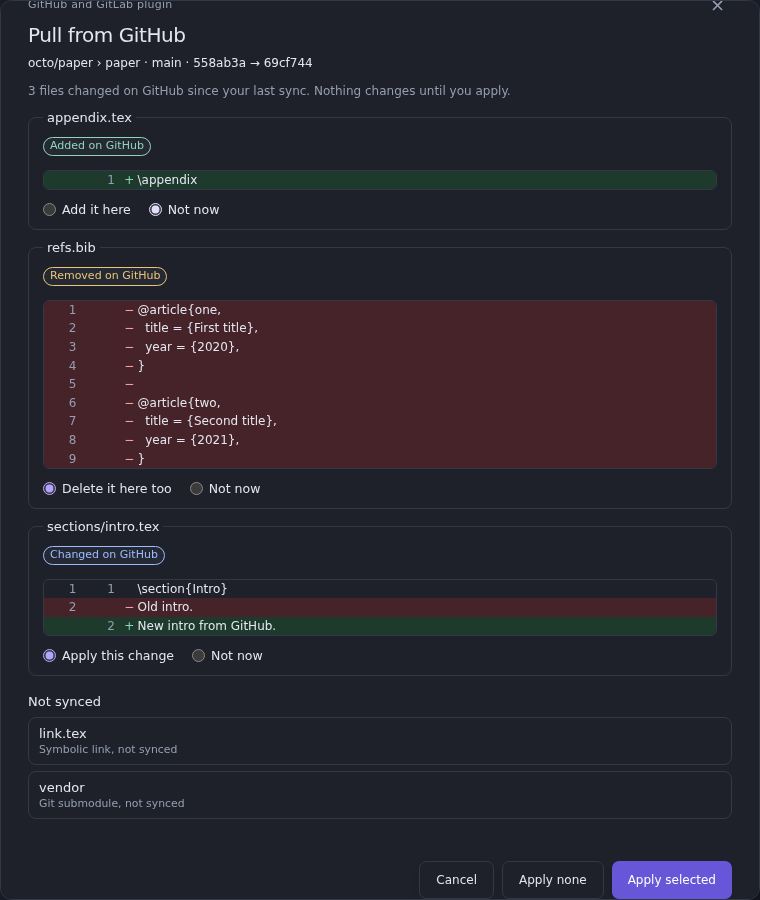 GitHub and GitLab plugin
Pull from GitHub
octo/paper › paper · main · 558ab3a → 69cf744
3 files changed on GitHub since your last sync. Nothing changes until you apply.
appendix.tex
Added on GitHub
1 + \appendix
Add it here Not now
refs.bib
Removed on GitHub
1 − @article{one,
2 −   title = {First title},
3 −   year = {2020},
4 − }
5 −
6 − @article{two,
7 −   title = {Second title},
8 −   year = {2021},
9 − }
Delete it here too Not now
sections/intro.tex
Changed on GitHub
1 1 \section{Intro}
2 − Old intro.
2 + New intro from GitHub.
Apply this change Not now
Not synced
link.tex
Symbolic link, not synced
vendor
Git submodule, not synced
Cancel Apply none Apply selected